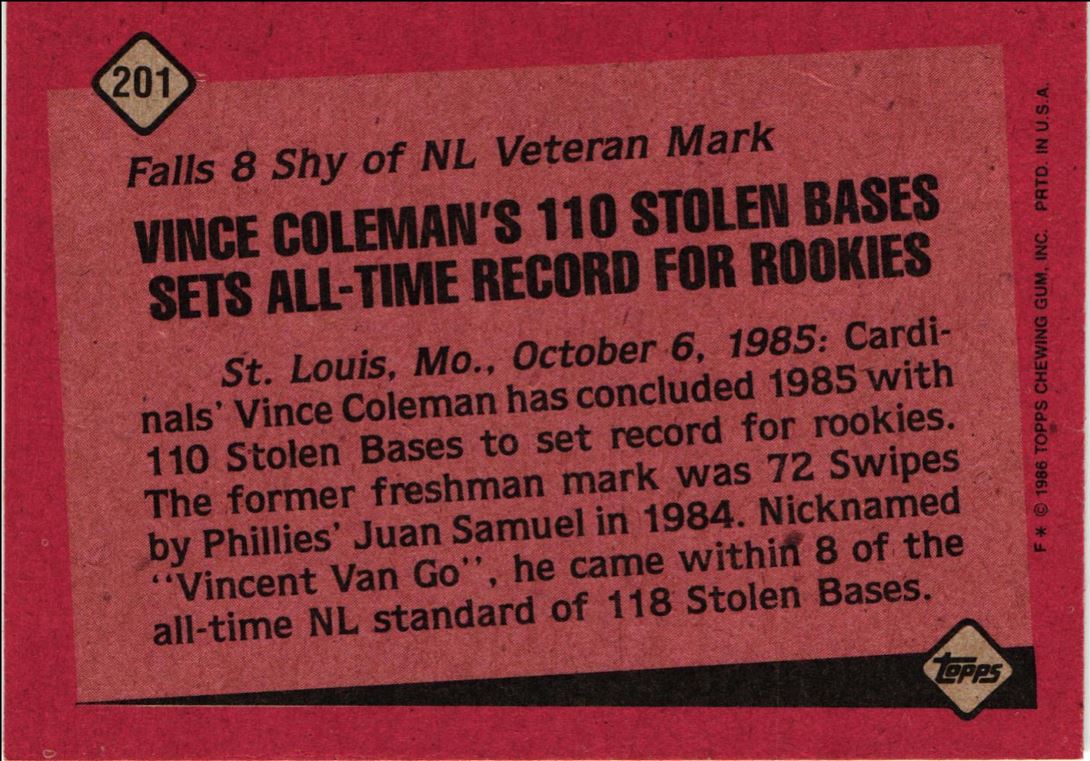 201
Falls 8 Shy of NL Veteran Mark
VINCE COLEMAN'S 110 STOLEN BASES
SETS ALL-TIME RECORD FOR ROOKIES
St. Louis, Mo., October 6, 1985: Cardi-
nals' Vince Coleman has concluded 1985 with
110 Stolen Bases to set record for rookies.
The former freshman mark was 72 Swipes
by Phillies' Juan Samuel in 1984. Nicknamed
"Vincent Van Go", he came within 8 of the
all-time NL standard of 118 Stolen Bases.
topps
F * © 1986 TOPPS CHEWING GUM, INC. PRTD. IN U.S.A.